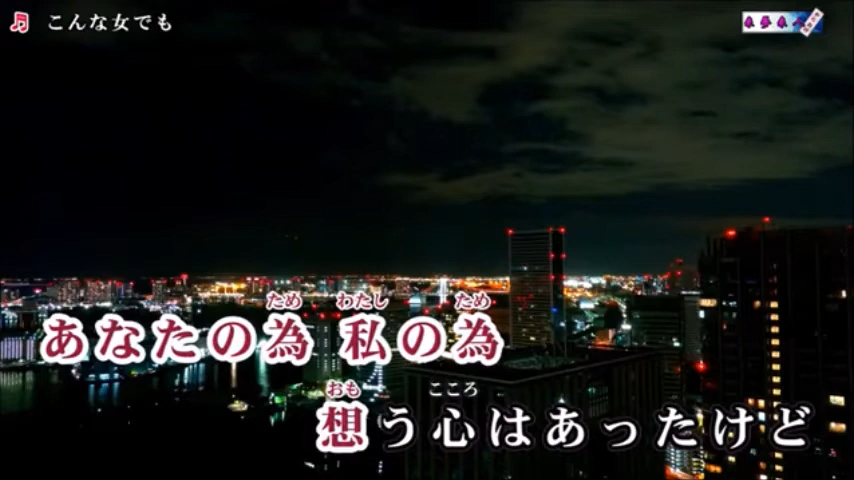 こんな女でも
ため わたし ため
あなたの為 私の為
おも こころ
想う心はあったけど